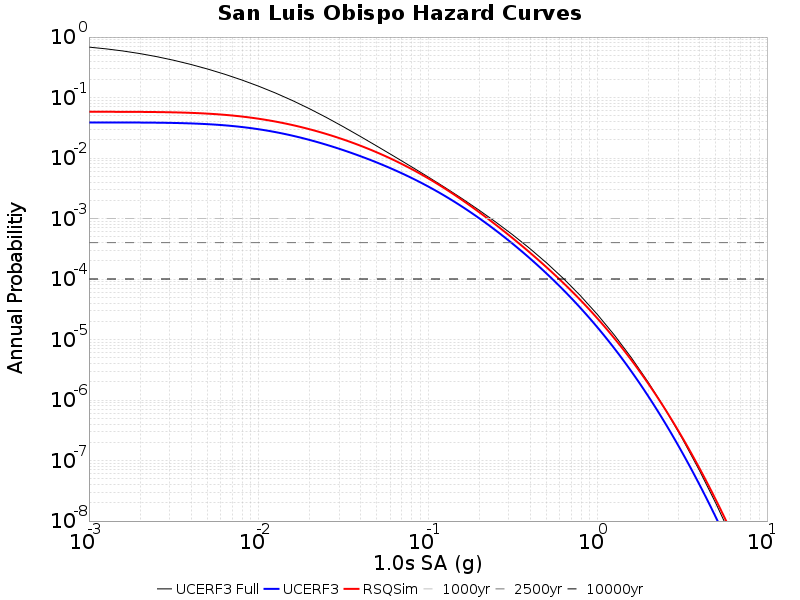 San Luis Obispo Hazard Curves
10^0
10^-1
10^-2
10^-3
10^-4
10^-5
10^-6
10^-7
10^-8
Annual Probabilitiy
10^-3 10^-2 10^-1 10^0 10^1
1.0s SA (g)
UCERF3 Full UCERF3 RSQSim 1000yr 2500yr 10000yr